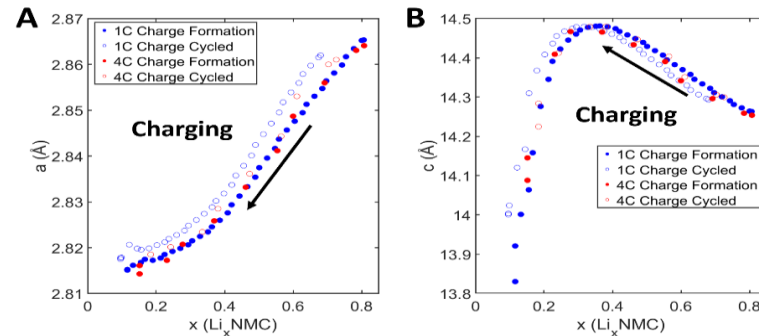 A
2.87
2.86
2.85
2.84
2.83
2.82
2.81
a (Å)
1C Charge Formation
1C Charge Cycled
4C Charge Formation
4C Charge Cycled
Charging
0 0.2 0.4 0.6 0.8
x (LiₓNMC)
B
14.5
14.4
14.3
14.2
14.1
14
13.9
13.8
c (Å)
Charging
1C Charge Formation
1C Charge Cycled
4C Charge Formation
4C Charge Cycled
0 0.2 0.4 0.6 0.8
x (LiₓNMC)